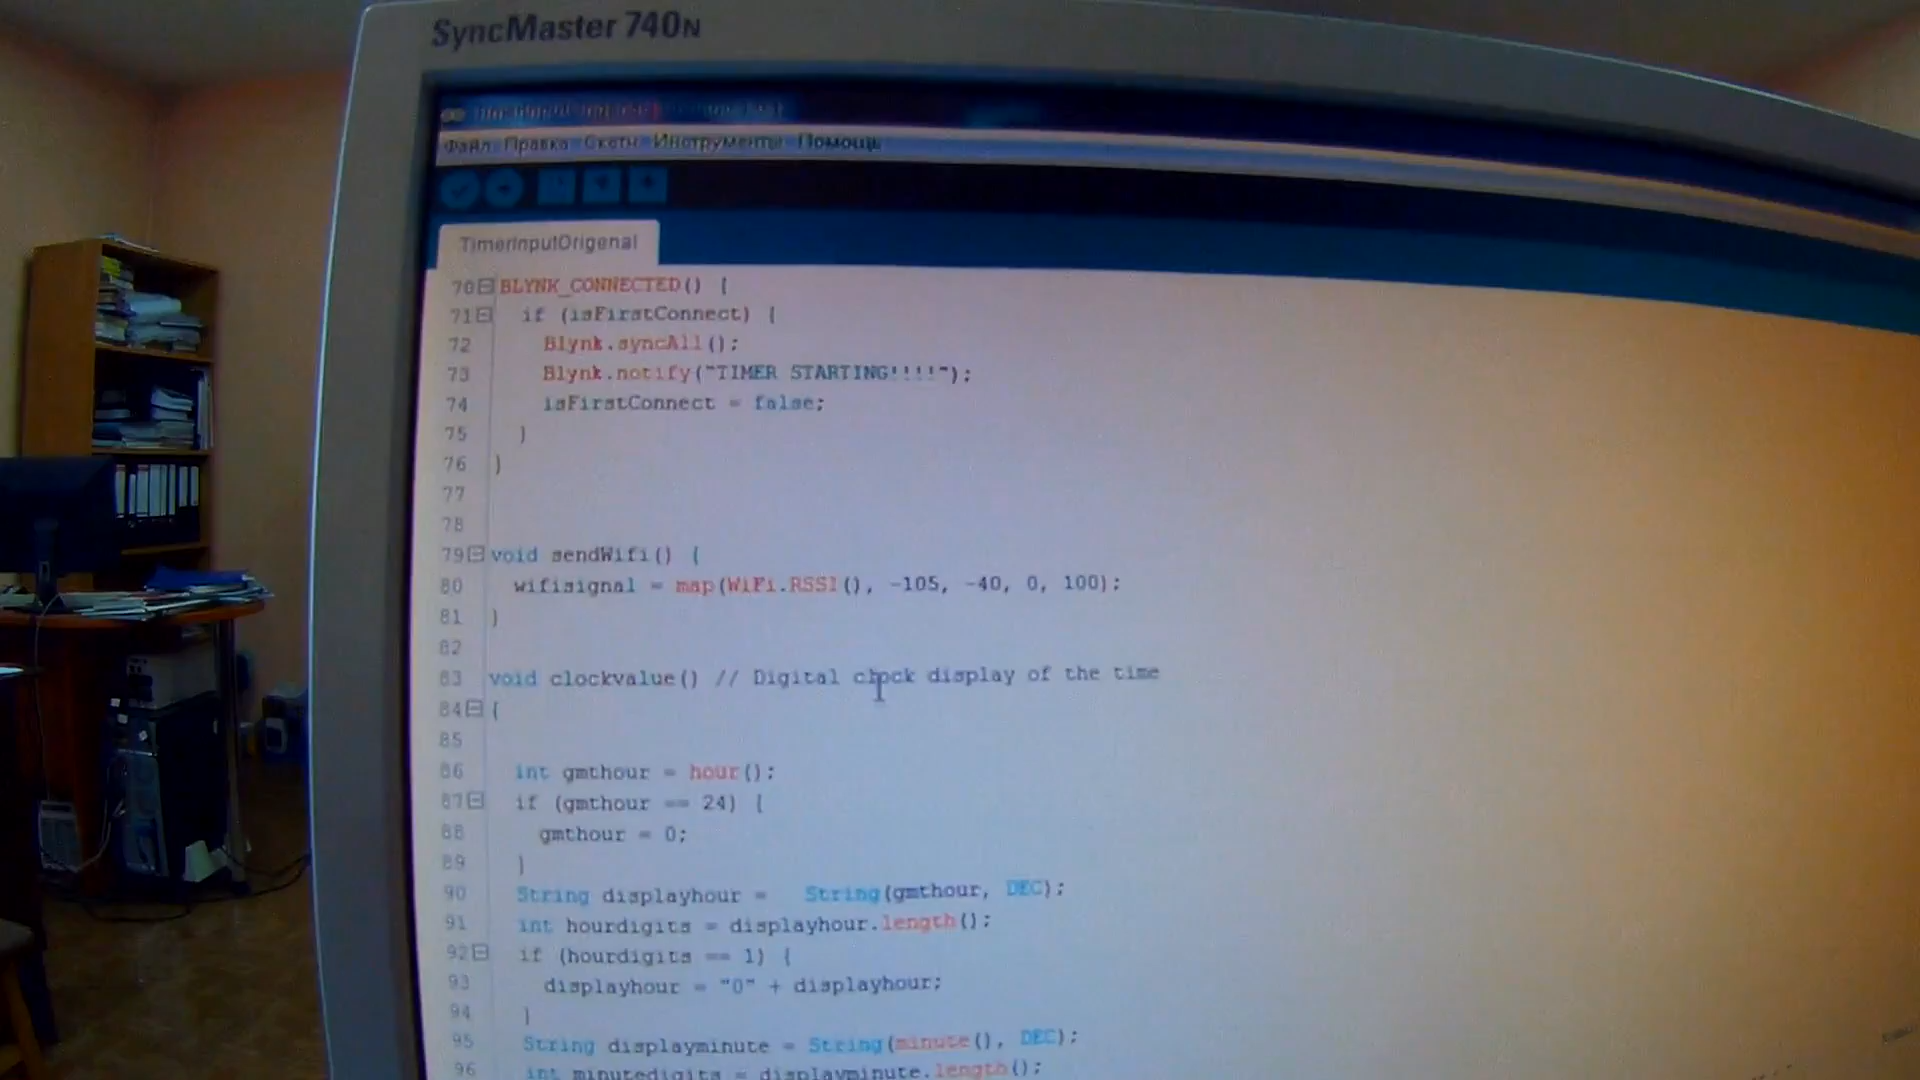 SyncMaster 740N
Файл Правка Скетч Инструменты Помощь
TimerInputOrigenal
70 BLYNK_CONNECTED() {
71 if (isFirstConnect) {
72 Blynk.syncAll();
73 Blynk.notify("TIMER STARTING!!!!");
74 isFirstConnect = false;
75 }
76 }
77
78
79 void sendWifi() {
80 wifisignal = map(WiFi.RSSI(), -105, -40, 0, 100);
81 }
82
83 void clockvalue() // Digital clock display of the time
84 {
85
86 int gmthour = hour();
87 if (gmthour == 24) {
88 gmthour = 0;
89 }
90 String displayhour = String(gmthour, DEC);
91 int hourdigits = displayhour.length();
92 if (hourdigits == 1) {
93 displayhour = "0" + displayhour;
94 }
95 String displayminute = String(minute(), DEC);
96 int minutedigits = displayminute.length();